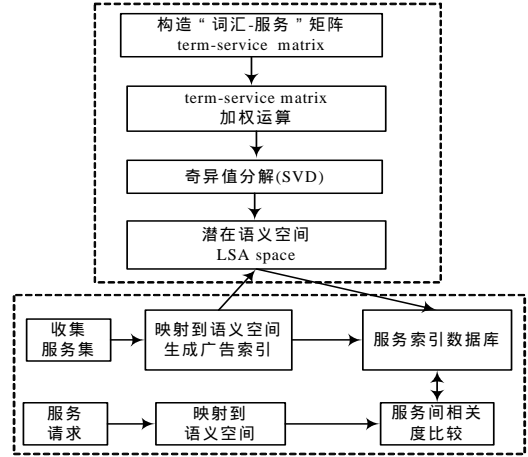 构造“词汇-服务”矩阵
term-service matrix
term-service matrix
加权运算
奇异值分解(SVD)
潜在语义空间
LSA space
收集
服务集
映射到语义空间
生成广告索引
服务索引数据库
服务
请求
映射到
语义空间
服务间相关
度比较